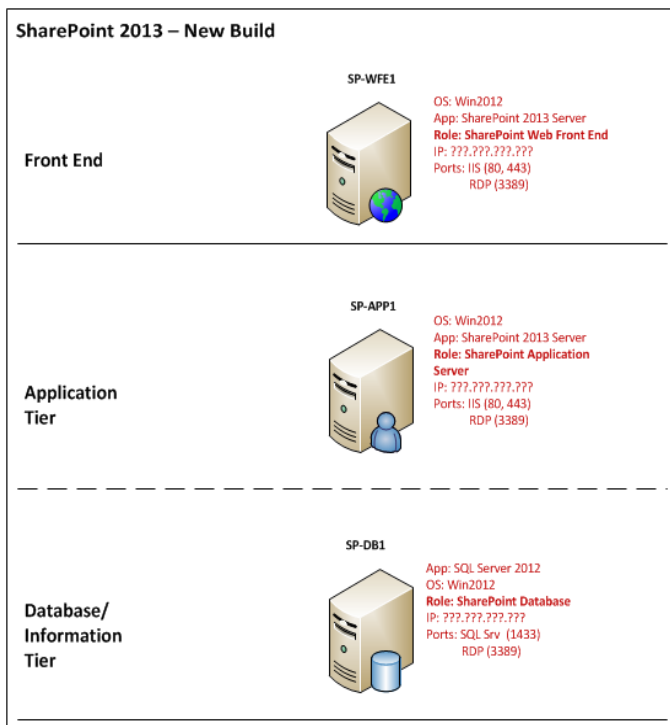 SharePoint 2013 – New Build
SP-WFE1
Front End
OS: Win2012
App: SharePoint 2013 Server
Role: SharePoint Web Front End
IP: ???.???.???.???
Ports: IIS (80, 443)
RDP (3389)
SP-APP1
Application
Tier
OS: Win2012
App: SharePoint 2013 Server
Role: SharePoint Application
Server
IP: ???.???.???.???
Ports: IIS (80, 443)
RDP (3389)
SP-DB1
Database/
Information
Tier
App: SQL Server 2012
OS: Win2012
Role: SharePoint Database
IP: ???.???.???.???
Ports: SQL Srv (1433)
RDP (3389)